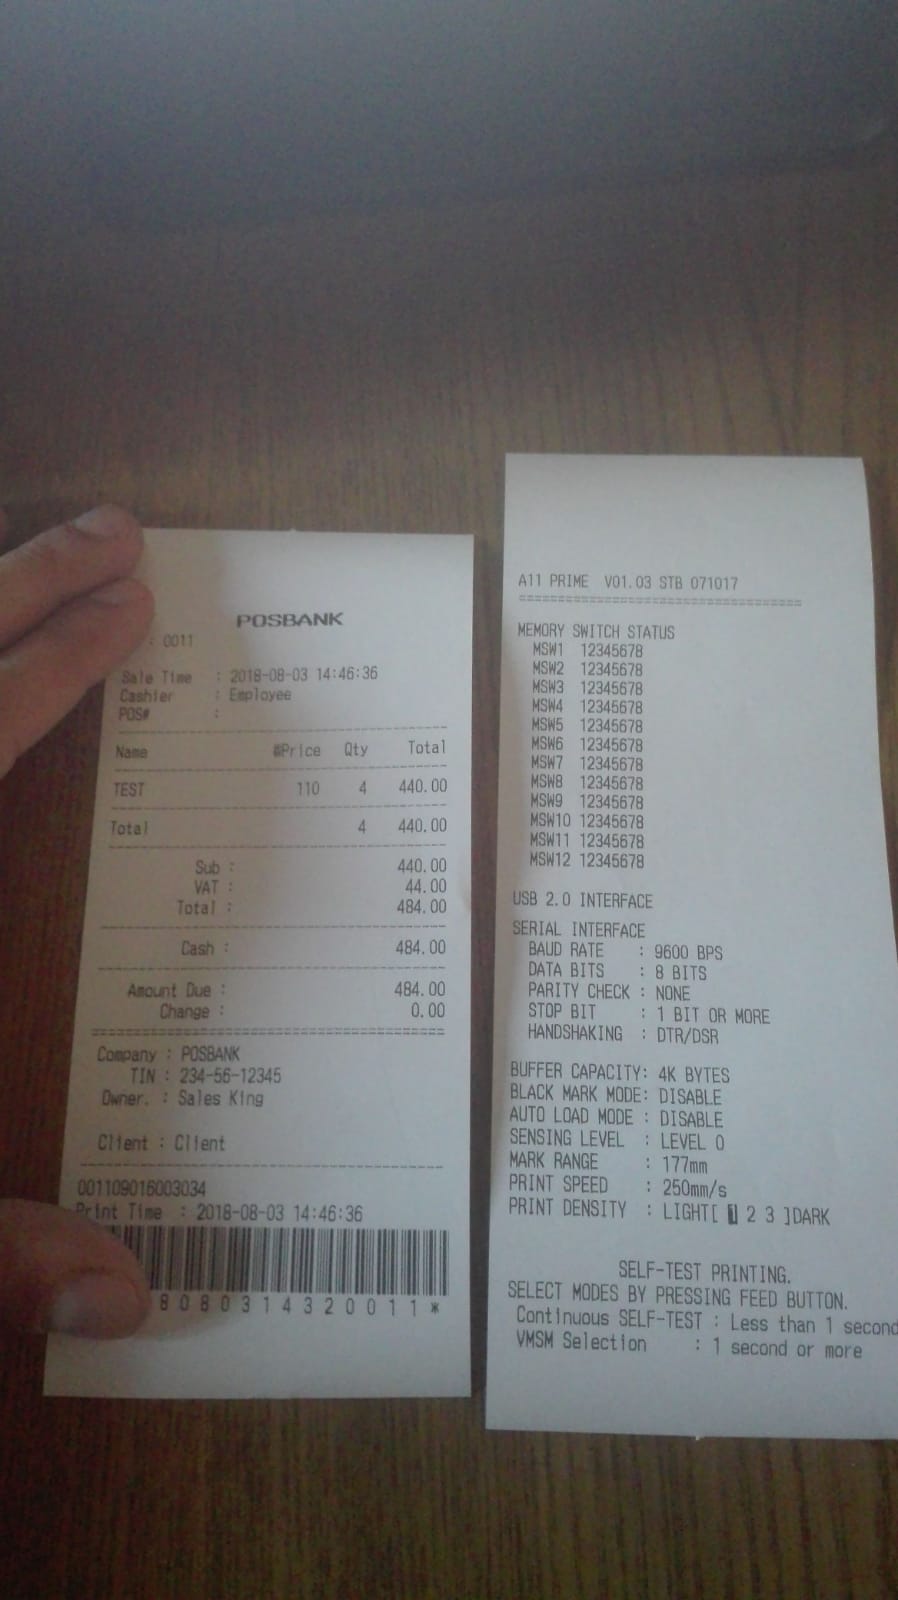 POSBANK
: 0011
Sale Time : 2018-08-03 14:46:36
Cashier : Employee
POS# :
Name #Price Qty Total
TEST 110 4 440.00
Total 4 440.00
Sub : 440.00
VAT : 44.00
Total : 484.00
Cash : 484.00
Amount Due : 484.00
Change : 0.00
Company : POSBANK
TIN : 234-56-12345
Owner. : Sales King
Client : Client
001109016003034
Print Time : 2018-08-03 14:46:36
8080314320011*
A11 PRIME V01.03 STB 071017
MEMORY SWITCH STATUS
MSW1 12345678
MSW2 12345678
MSW3 12345678
MSW4 12345678
MSW5 12345678
MSW6 12345678
MSW7 12345678
MSW8 12345678
MSW9 12345678
MSW10 12345678
MSW11 12345678
MSW12 12345678
USB 2.0 INTERFACE
SERIAL INTERFACE
BAUD RATE : 9600 BPS
DATA BITS : 8 BITS
PARITY CHECK : NONE
STOP BIT : 1 BIT OR MORE
HANDSHAKING : DTR/DSR
BUFFER CAPACITY: 4K BYTES
BLACK MARK MODE: DISABLE
AUTO LOAD MODE : DISABLE
SENSING LEVEL : LEVEL 0
MARK RANGE : 177mm
PRINT SPEED : 250mm/s
PRINT DENSITY : LIGHT[ 1 2 3 ]DARK
SELF-TEST PRINTING.
SELECT MODES BY PRESSING FEED BUTTON.
Continuous SELF-TEST : Less than 1 second
VMSM Selection : 1 second or more